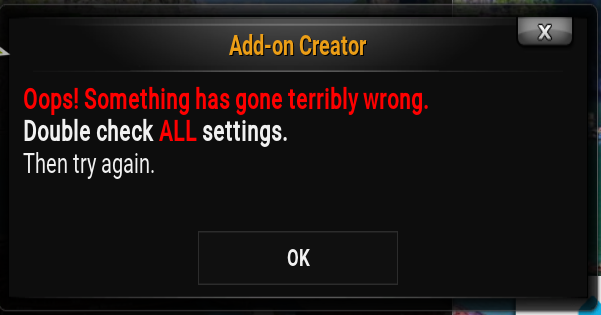 Add-on Creator
X
Oops! Something has gone terribly wrong.
Double check ALL settings.
Then try again.
OK